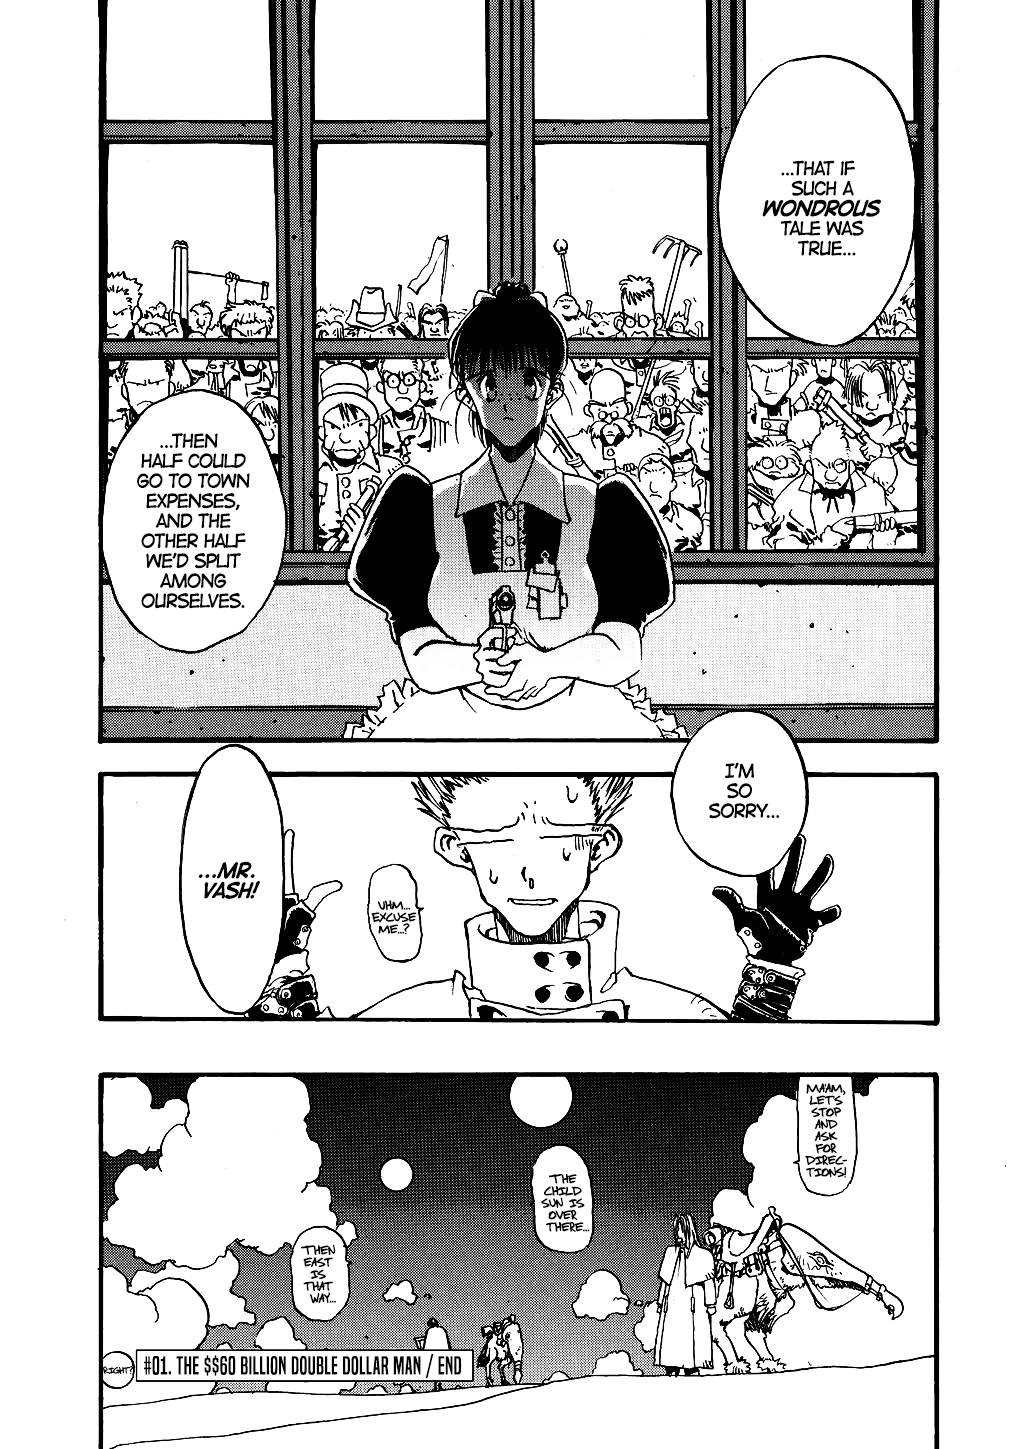 ...THAT IF
SUCH A
WONDROUS
TALE WAS
TRUE...
...THEN
HALF COULD
GO TO TOWN
EXPENSES,
AND THE
OTHER HALF
WE'D SPLIT
AMONG
OURSELVES.
I'M
SO
SORRY...
UHM...
EXCUSE
ME...?
...MR.
VASH!
MA'AM,
LET'S
STOP
AND
ASK
FOR
DIREC-
TIONS!
THE
CHILD
SUN IS
OVER
THERE...
THEN
EAST
IS
THAT
WAY...
RIGHT?
#01. THE $$60 BILLION DOUBLE DOLLAR MAN / END